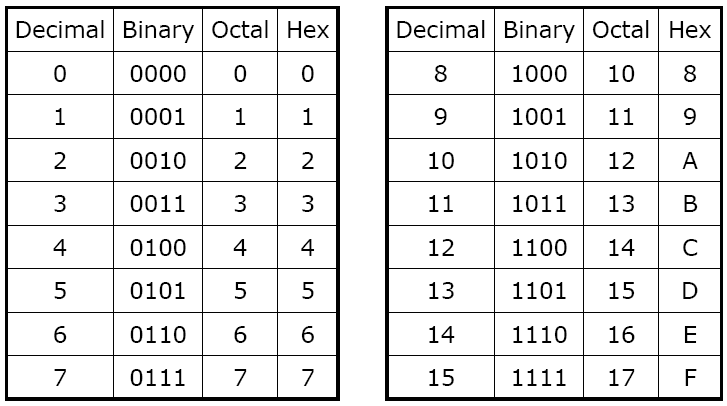 Decimal Binary Octal Hex
0 0000 0 0
1 0001 1 1
2 0010 2 2
3 0011 3 3
4 0100 4 4
5 0101 5 5
6 0110 6 6
7 0111 7 7
Decimal Binary Octal Hex
8 1000 10 8
9 1001 11 9
10 1010 12 A
11 1011 13 B
12 1100 14 C
13 1101 15 D
14 1110 16 E
15 1111 17 F